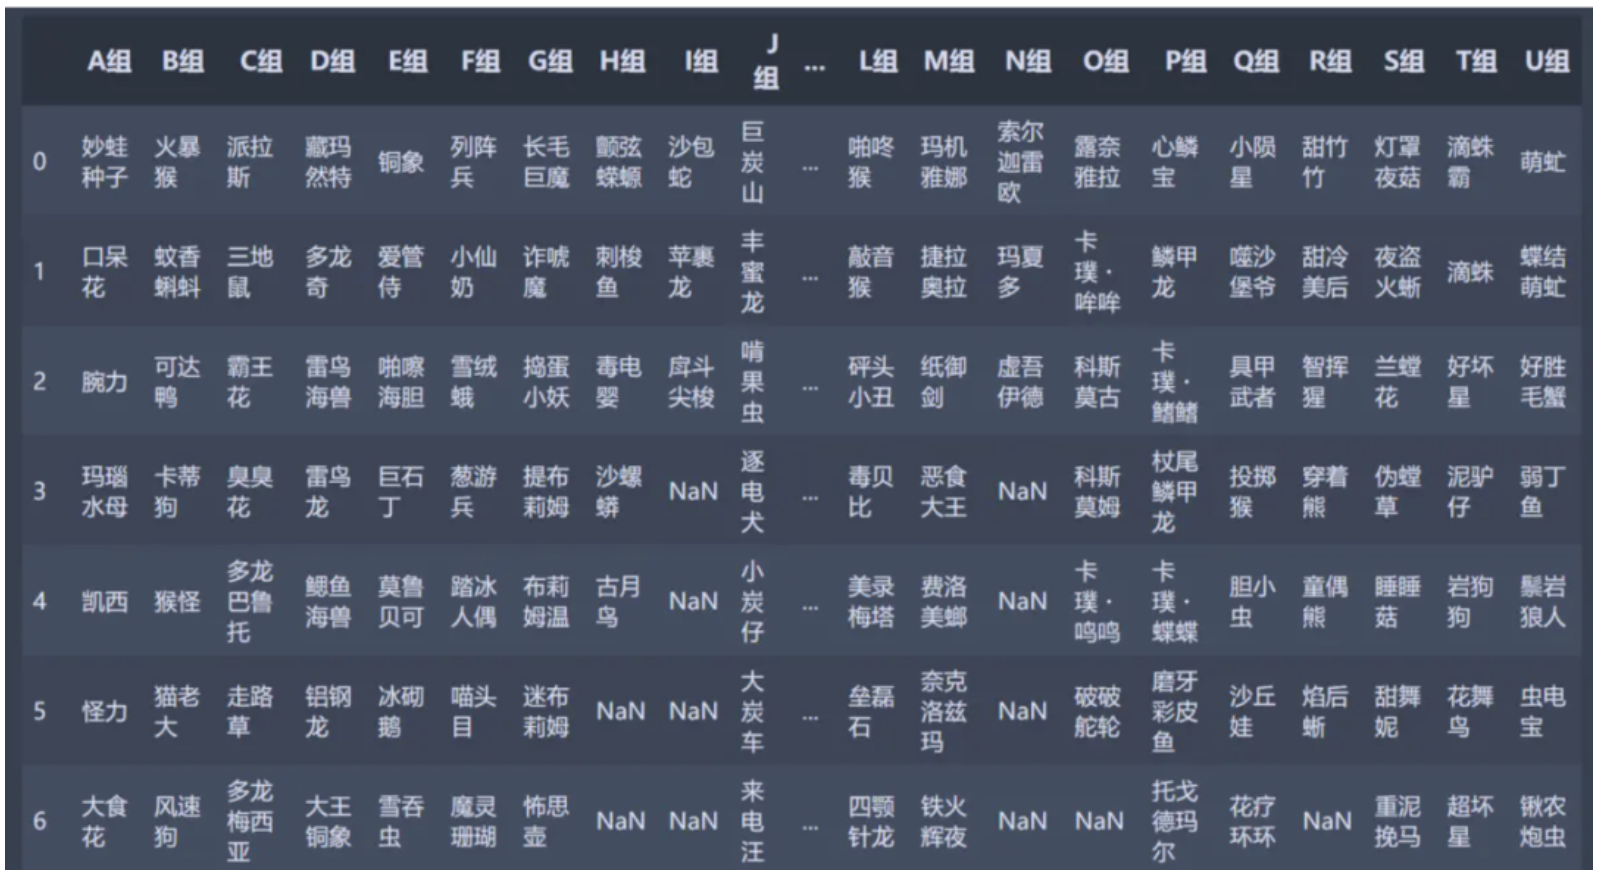 A组 B组 C组 D组 E组 F组 G组 H组 I组 J组 ... L组 M组 N组 O组 P组 Q组 R组 S组 T组 U组
0 妙蛙种子 火暴猴 派拉斯 藏玛然特 铜象 列阵兵 长毛巨魔 颤弦蝾螈 沙包蛇 巨炭山 ... 啪咚猴 玛机雅娜 索尔迦雷欧 露奈雅拉 心鳞宝 小陨星 甜竹竹 灯罩夜菇 滴蛛霸 萌虻
1 口呆花 蚊香蝌蚪 三地鼠 多龙奇 爱管侍 小仙奶 诈唬魔 刺梭鱼 苹裹龙 丰蜜龙 ... 敲音猴 捷拉奥拉 玛夏多 卡璞·哞哞 鳞甲龙 噬沙堡爷 甜冷美后 夜盗火蜥 滴蛛 蝶结萌虻
2 腕力 可达鸭 霸王花 雷鸟海兽 啪嚓海胆 雪绒蛾 捣蛋小妖 毒电婴 戽斗尖梭 啃果虫 ... 砰头小丑 纸御剑 虚吾伊德 科斯莫古 卡璞·鳍鳍 具甲武者 智挥猩 兰螳花 好坏星 好胜毛蟹
3 玛瑙水母 卡蒂狗 臭臭花 雷鸟龙 巨石丁 葱游兵 提布莉姆 沙螺蟒 NaN 逐电犬 ... 毒贝比 恶食大王 NaN 科斯莫姆 杖尾鳞甲龙 投掷猴 穿着熊 伪螳草 泥驴仔 弱丁鱼
4 凯西 猴怪 多龙巴鲁托 鳃鱼海兽 莫鲁贝可 踏冰人偶 布莉姆温 古月鸟 NaN 小炭仔 ... 美录梅塔 费洛美螂 NaN 卡璞·鸣鸣 卡璞·蝶蝶 胆小虫 童偶熊 睡睡菇 岩狗狗 鬃岩狼人
5 怪力 猫老大 走路草 铝钢龙 冰砌鹅 喵头目 迷布莉姆 NaN NaN 大炭车 ... 垒磊石 奈克洛兹玛 NaN 破破舵轮 磨牙彩皮鱼 沙丘娃 焰后蜥 甜舞妮 花舞鸟 虫电宝
6 大食花 风速狗 多龙梅西亚 大王铜象 雪吞虫 魔灵珊瑚 怖思壶 NaN NaN 来电汪 ... 四颚针龙 铁火辉夜 NaN NaN 托戈德玛尔 花疗环环 NaN 重泥挽马 超坏星 锹农炮虫